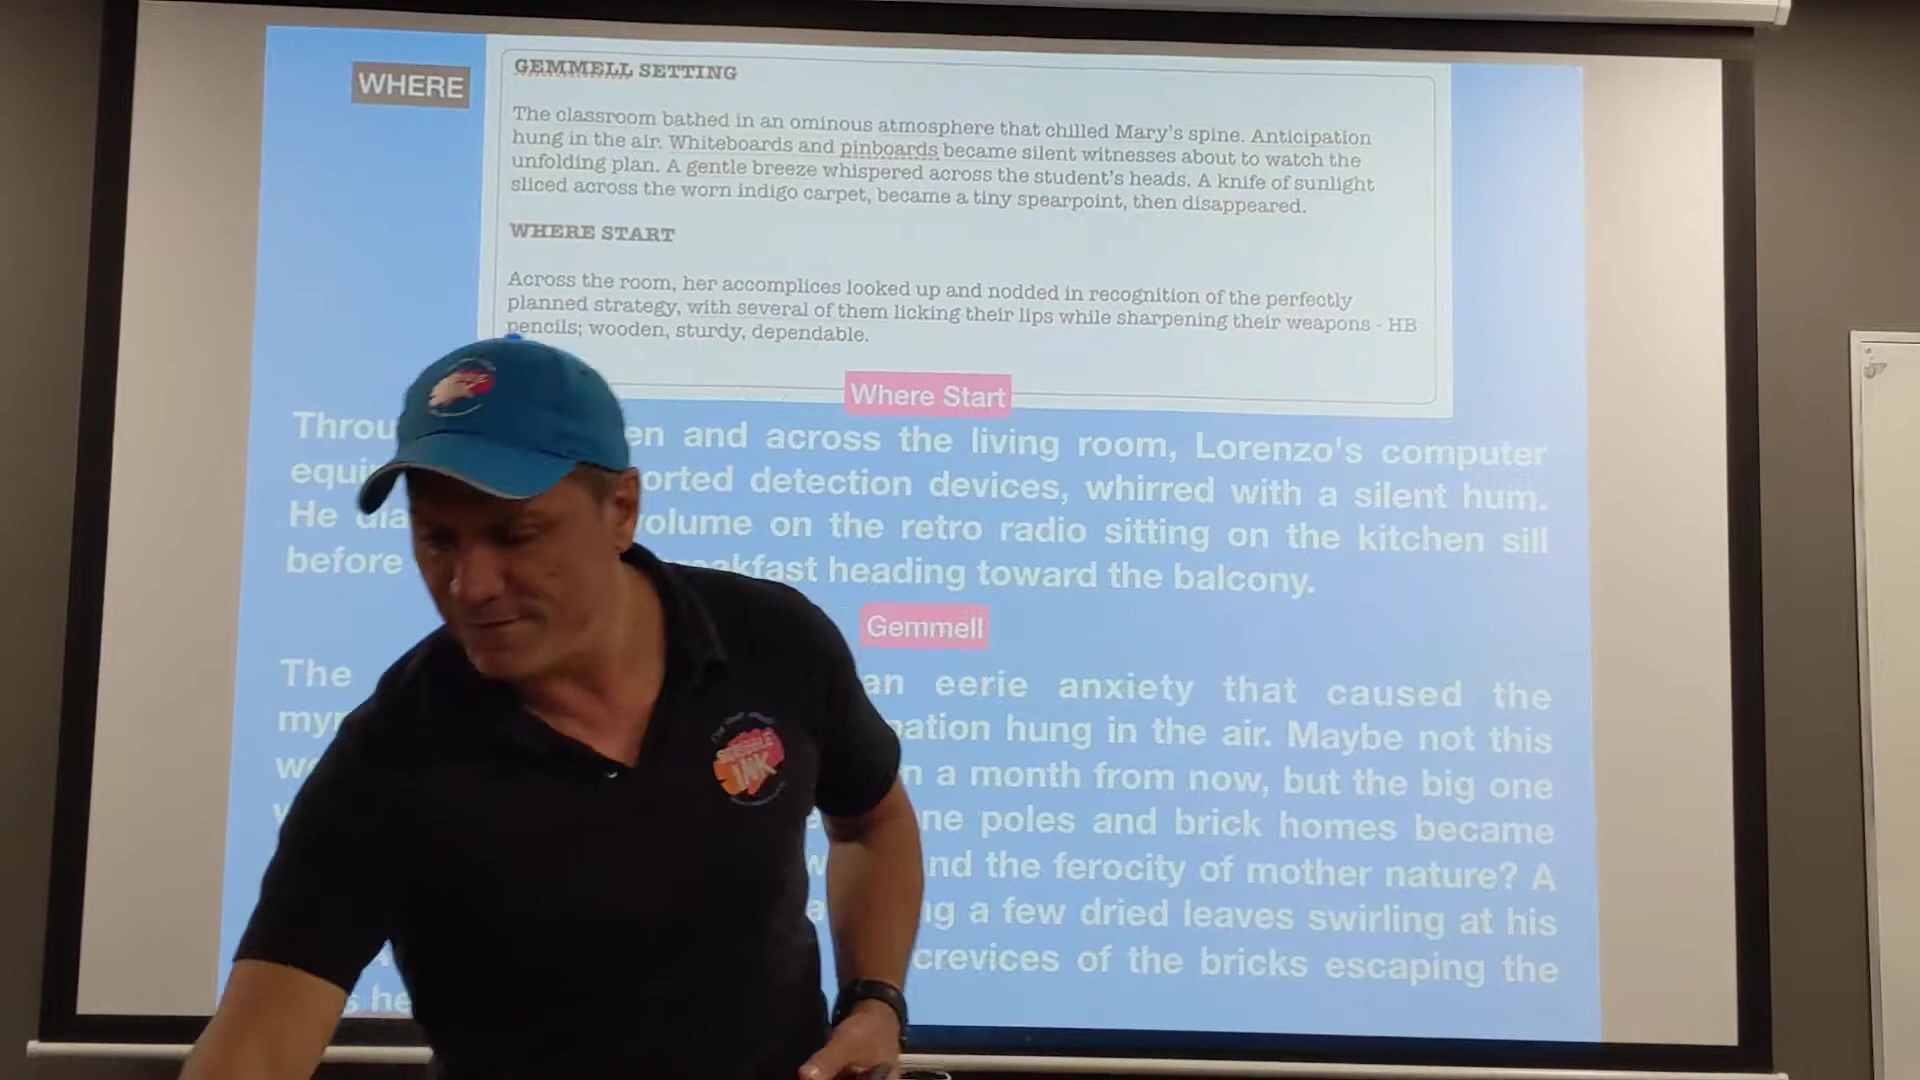 WHERE
GEMMELL SETTING
The classroom bathed in an ominous atmosphere that chilled Mary's spine. Anticipation
hung in the air. Whiteboards and pinboards became silent witnesses about to watch the
unfolding plan. A gentle breeze whispered across the student's heads. A knife of sunlight
sliced across the worn indigo carpet, became a tiny spearpoint, then disappeared.
WHERE START
Across the room, her accomplices looked up and nodded in recognition of the perfectly
planned strategy, with several of them licking their lips while sharpening their weapons - HB
pencils; wooden, sturdy, dependable.
Where Start
and across the living room, Lorenzo's computer
detection devices, whirred with a silent hum.
He volume on the retro radio sitting on the kitchen sill
before heading toward the balcony.
Gemmell
The an eerie anxiety that caused the
hung in the air. Maybe not this
a month from now, but the big one
poles and brick homes became
the ferocity of mother nature? A
a few dried leaves swirling at his
crevices of the bricks escaping the
SCRIBBLE
INK